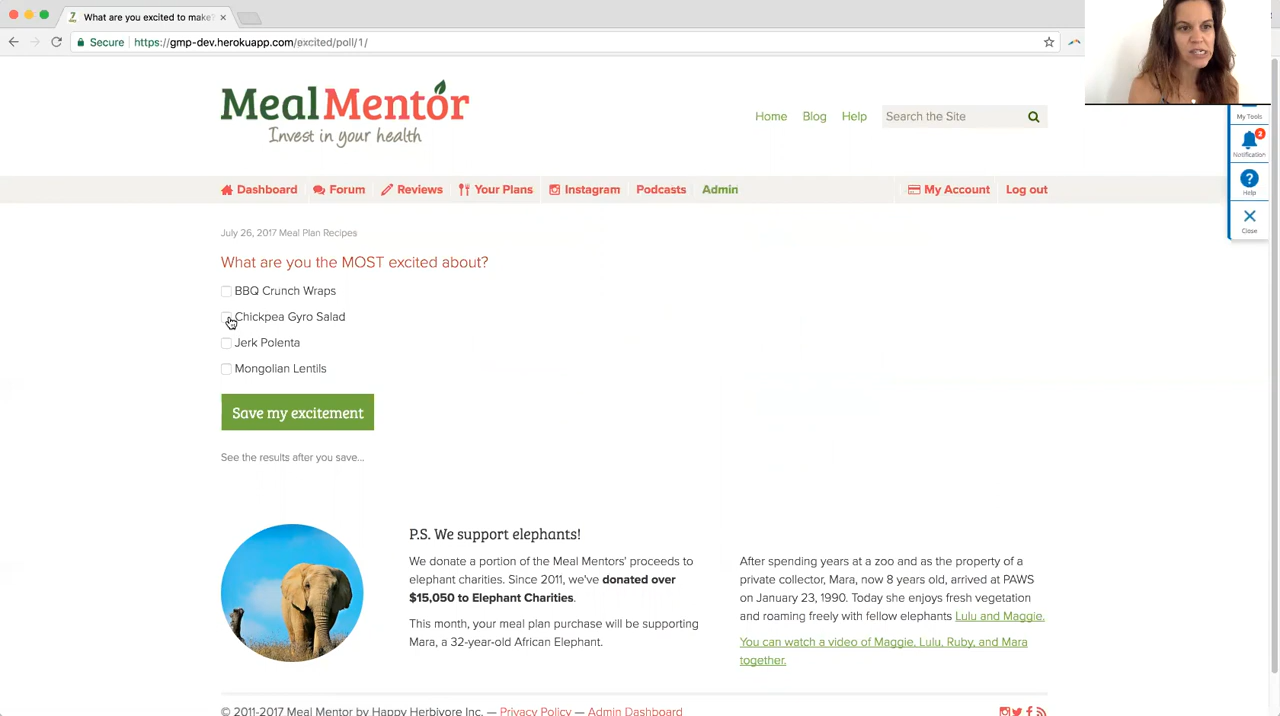 What are you excited to make?
Secure https://gmp-dev.herokuapp.com/excited/poll/1/
MealMentor
Invest in your health
Home Blog Help Search the Site
My Tools
2
Notification
Help
Close
Dashboard Forum Reviews Your Plans Instagram Podcasts Admin My Account Log out
July 26, 2017 Meal Plan Recipes
What are you the MOST excited about?
BBQ Crunch Wraps
Chickpea Gyro Salad
Jerk Polenta
Mongolian Lentils
Save my excitement
See the results after you save...
P.S. We support elephants!
We donate a portion of the Meal Mentors' proceeds to
elephant charities. Since 2011, we've donated over
$15,050 to Elephant Charities.
This month, your meal plan purchase will be supporting
Mara, a 32-year-old African Elephant.
After spending years at a zoo and as the property of a
private collector, Mara, now 8 years old, arrived at PAWS
on January 23, 1990. Today she enjoys fresh vegetation
and roaming freely with fellow elephants Lulu and Maggie.
You can watch a video of Maggie, Lulu, Ruby, and Mara
together.
© 2011-2017 Meal Mentor by Happy Herbivore Inc. — Privacy Policy — Admin Dashboard